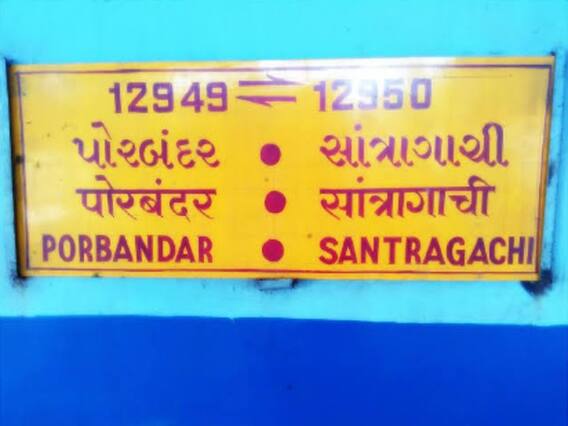 12949 ⇌ 12950
પોરબંદર • સાંત્રાગાચી
पोरबंदर • सांत्रागाची
PORBANDAR • SANTRAGACHI